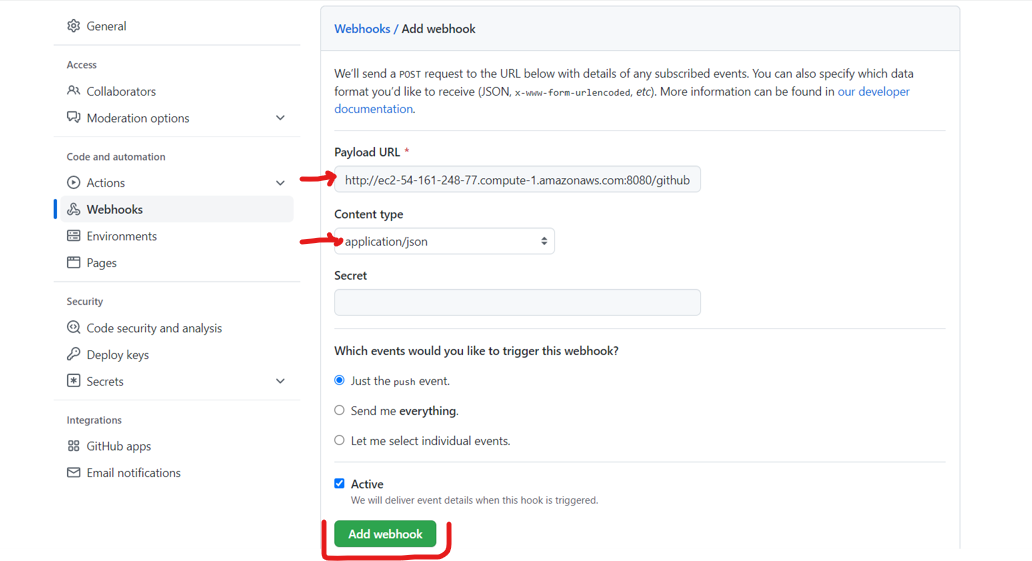 General
Access
Collaborators
Moderation options
Code and automation
Actions
Webhooks
Environments
Pages
Security
Code security and analysis
Deploy keys
Secrets
Integrations
GitHub apps
Email notifications
Webhooks / Add webhook
We'll send a POST request to the URL below with details of any subscribed events. You can also specify which data
format you'd like to receive (JSON, x-www-form-urlencoded, etc). More information can be found in our developer
documentation.
Payload URL *
http://ec2-54-161-248-77.compute-1.amazonaws.com:8080/github
Content type
application/json
Secret
Which events would you like to trigger this webhook?
Just the push event.
Send me everything.
Let me select individual events.
Active
We will deliver event details when this hook is triggered.
Add webhook